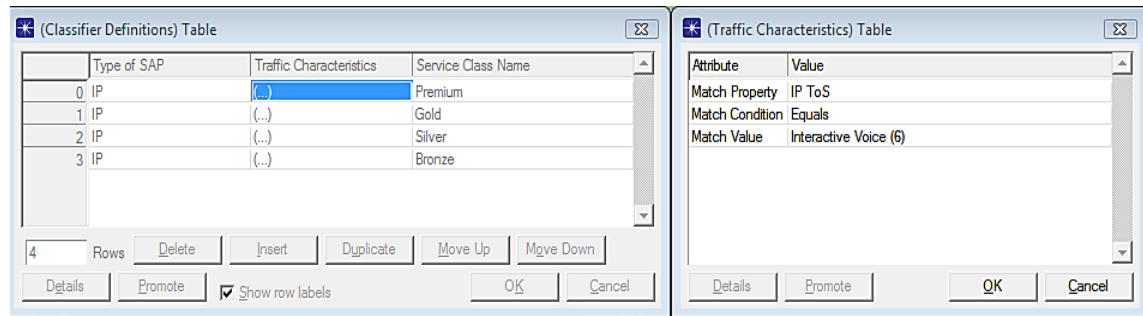 (Classifier Definitions) Table
Type of SAP Traffic Characteristics Service Class Name
0 IP (...) Premium
1 IP (...) Gold
2 IP (...) Silver
3 IP (...) Bronze
4 Rows Delete Insert Duplicate Move Up Move Down
Details Promote Show row labels OK Cancel
(Traffic Characteristics) Table
Attribute Value
Match Property IP ToS
Match Condition Equals
Match Value Interactive Voice (6)
Details Promote OK Cancel